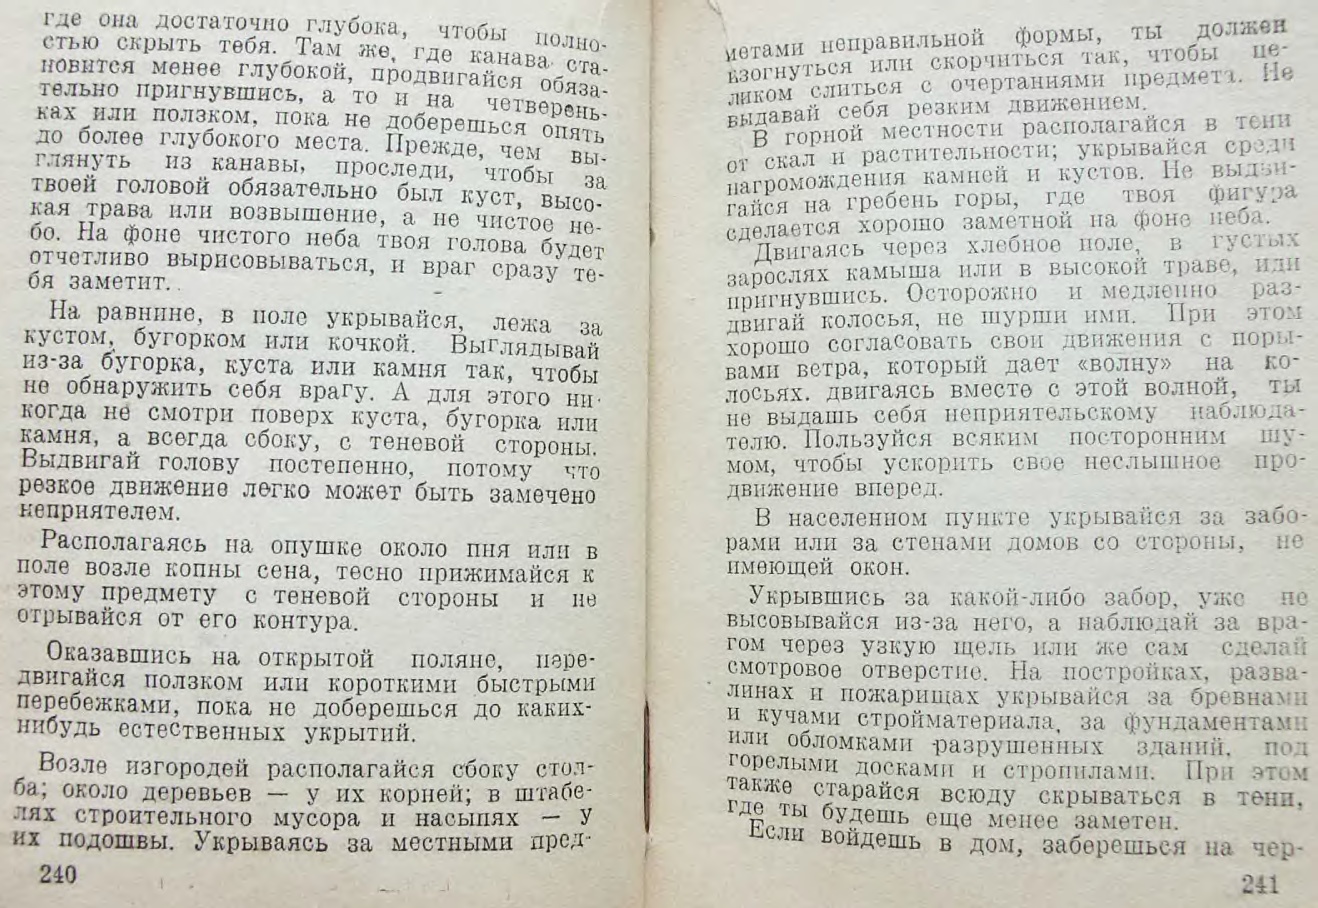 где она достаточно глубока, чтобы полно-
стью скрыть тебя. Там же, где канава ста-
новится менее глубокой, продвигайся обяза-
тельно пригнувшись, а то и на четверень-
ках или ползком, пока не доберешься опять
до более глубокого места. Прежде, чем вы-
глянуть из канавы, проследи, чтобы за
твоей головой обязательно был куст, высо-
кая трава или возвышение, а не чистое не-
бо. На фоне чистого неба твоя голова будет
отчетливо вырисовываться, и враг сразу те-
бя заметит.
На равнине, в поле укрывайся, лежа за
кустом, бугорком или кочкой. Выглядывай
из-за бугорка, куста или камня так, чтобы
не обнаружить себя врагу. А для этого ни-
когда не смотри поверх куста, бугорка или
камня, а всегда сбоку, с теневой стороны.
Выдвигай голову постепенно, потому что
резкое движение легко может быть замечено
неприятелем.
Располагаясь на опушке около пня или в
поле возле копны сена, тесно прижимайся к
этому предмету с теневой стороны и не
отрывайся от его контура.
Оказавшись на открытой поляне, пере-
двигайся ползком или короткими быстрыми
перебежками, пока не доберешься до каких-
нибудь естественных укрытий.
Возле изгородей располагайся сбоку стол-
ба; около деревьев — у их корней; в штабе-
лях строительного мусора и насыпях — у
их подошвы. Укрываясь за местными пред-
240
метами неправильной формы, ты должен
изогнуться или скорчиться так, чтобы це-
ликом слиться с очертаниями предмета. Не
выдавай себя резким движением.
В горной местности располагайся в тени
от скал и растительности; укрывайся среди
нагромождения камней и кустов. Не выдви-
гайся на гребень горы, где твоя фигура
сделается хорошо заметной на фоне неба.
Двигаясь через хлебное поле, в густых
зарослях камыша или в высокой траве, иди
пригнувшись. Осторожно и медленно раз-
двигай колосья, не шурши ими. При этом
хорошо согласовать свои движения с поры-
вами ветра, который дает «волну» на ко-
лосьях. двигаясь вместе с этой волной, ты
не выдашь себя неприятельскому наблюда-
телю. Пользуйся всяким посторонним шу-
мом, чтобы ускорить свое неслышное про-
движение вперед.
В населенном пункте укрывайся за забо-
рами или за стенами домов со стороны, не
имеющей окон.
Укрывшись за какой-либо забор, уже не
высовывайся из-за него, а наблюдай за вра-
гом через узкую щель или же сам сделай
смотровое отверстие. На постройках, разва-
линах и пожарищах укрывайся за бревнами
и кучами стройматериала, за фундаментами
или обломками разрушенных зданий, под
горелыми досками и стропилами. При этом
также старайся всюду скрываться в тени,
где ты будешь еще менее заметен.
Если войдешь в дом, заберешься на чер-
241